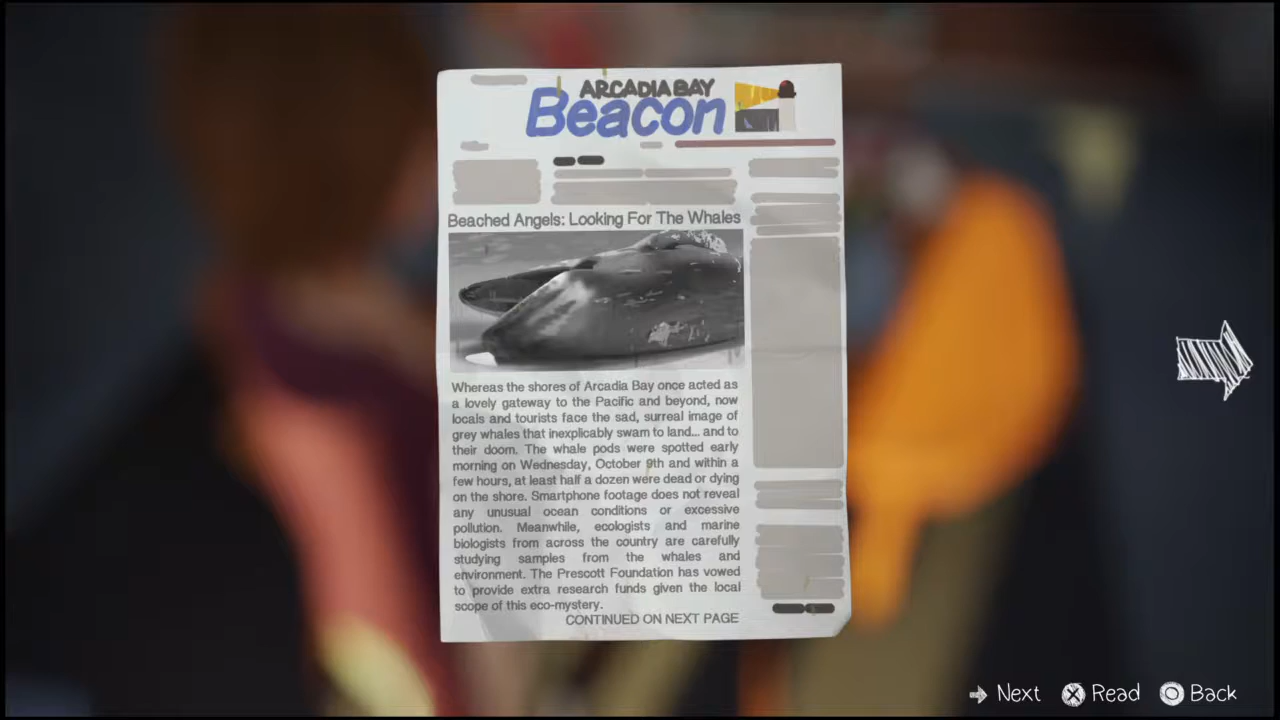 ARCADIA BAY
Beacon
Beached Angels: Looking For The Whales
Whereas the shores of Arcadia Bay once acted as
a lovely gateway to the Pacific and beyond, now
locals and tourists face the sad, surreal image of
grey whales that inexplicably swam to land... and to
their doom. The whale pods were spotted early
morning on Wednesday, October 9th and within a
few hours, at least half a dozen were dead or dying
on the shore. Smartphone footage does not reveal
any unusual ocean conditions or excessive
pollution. Meanwhile, ecologists and marine
biologists from across the country are carefully
studying samples from the whales and
environment. The Prescott Foundation has vowed
to provide extra research funds given the local
scope of this eco-mystery.
CONTINUED ON NEXT PAGE
Next Read Back